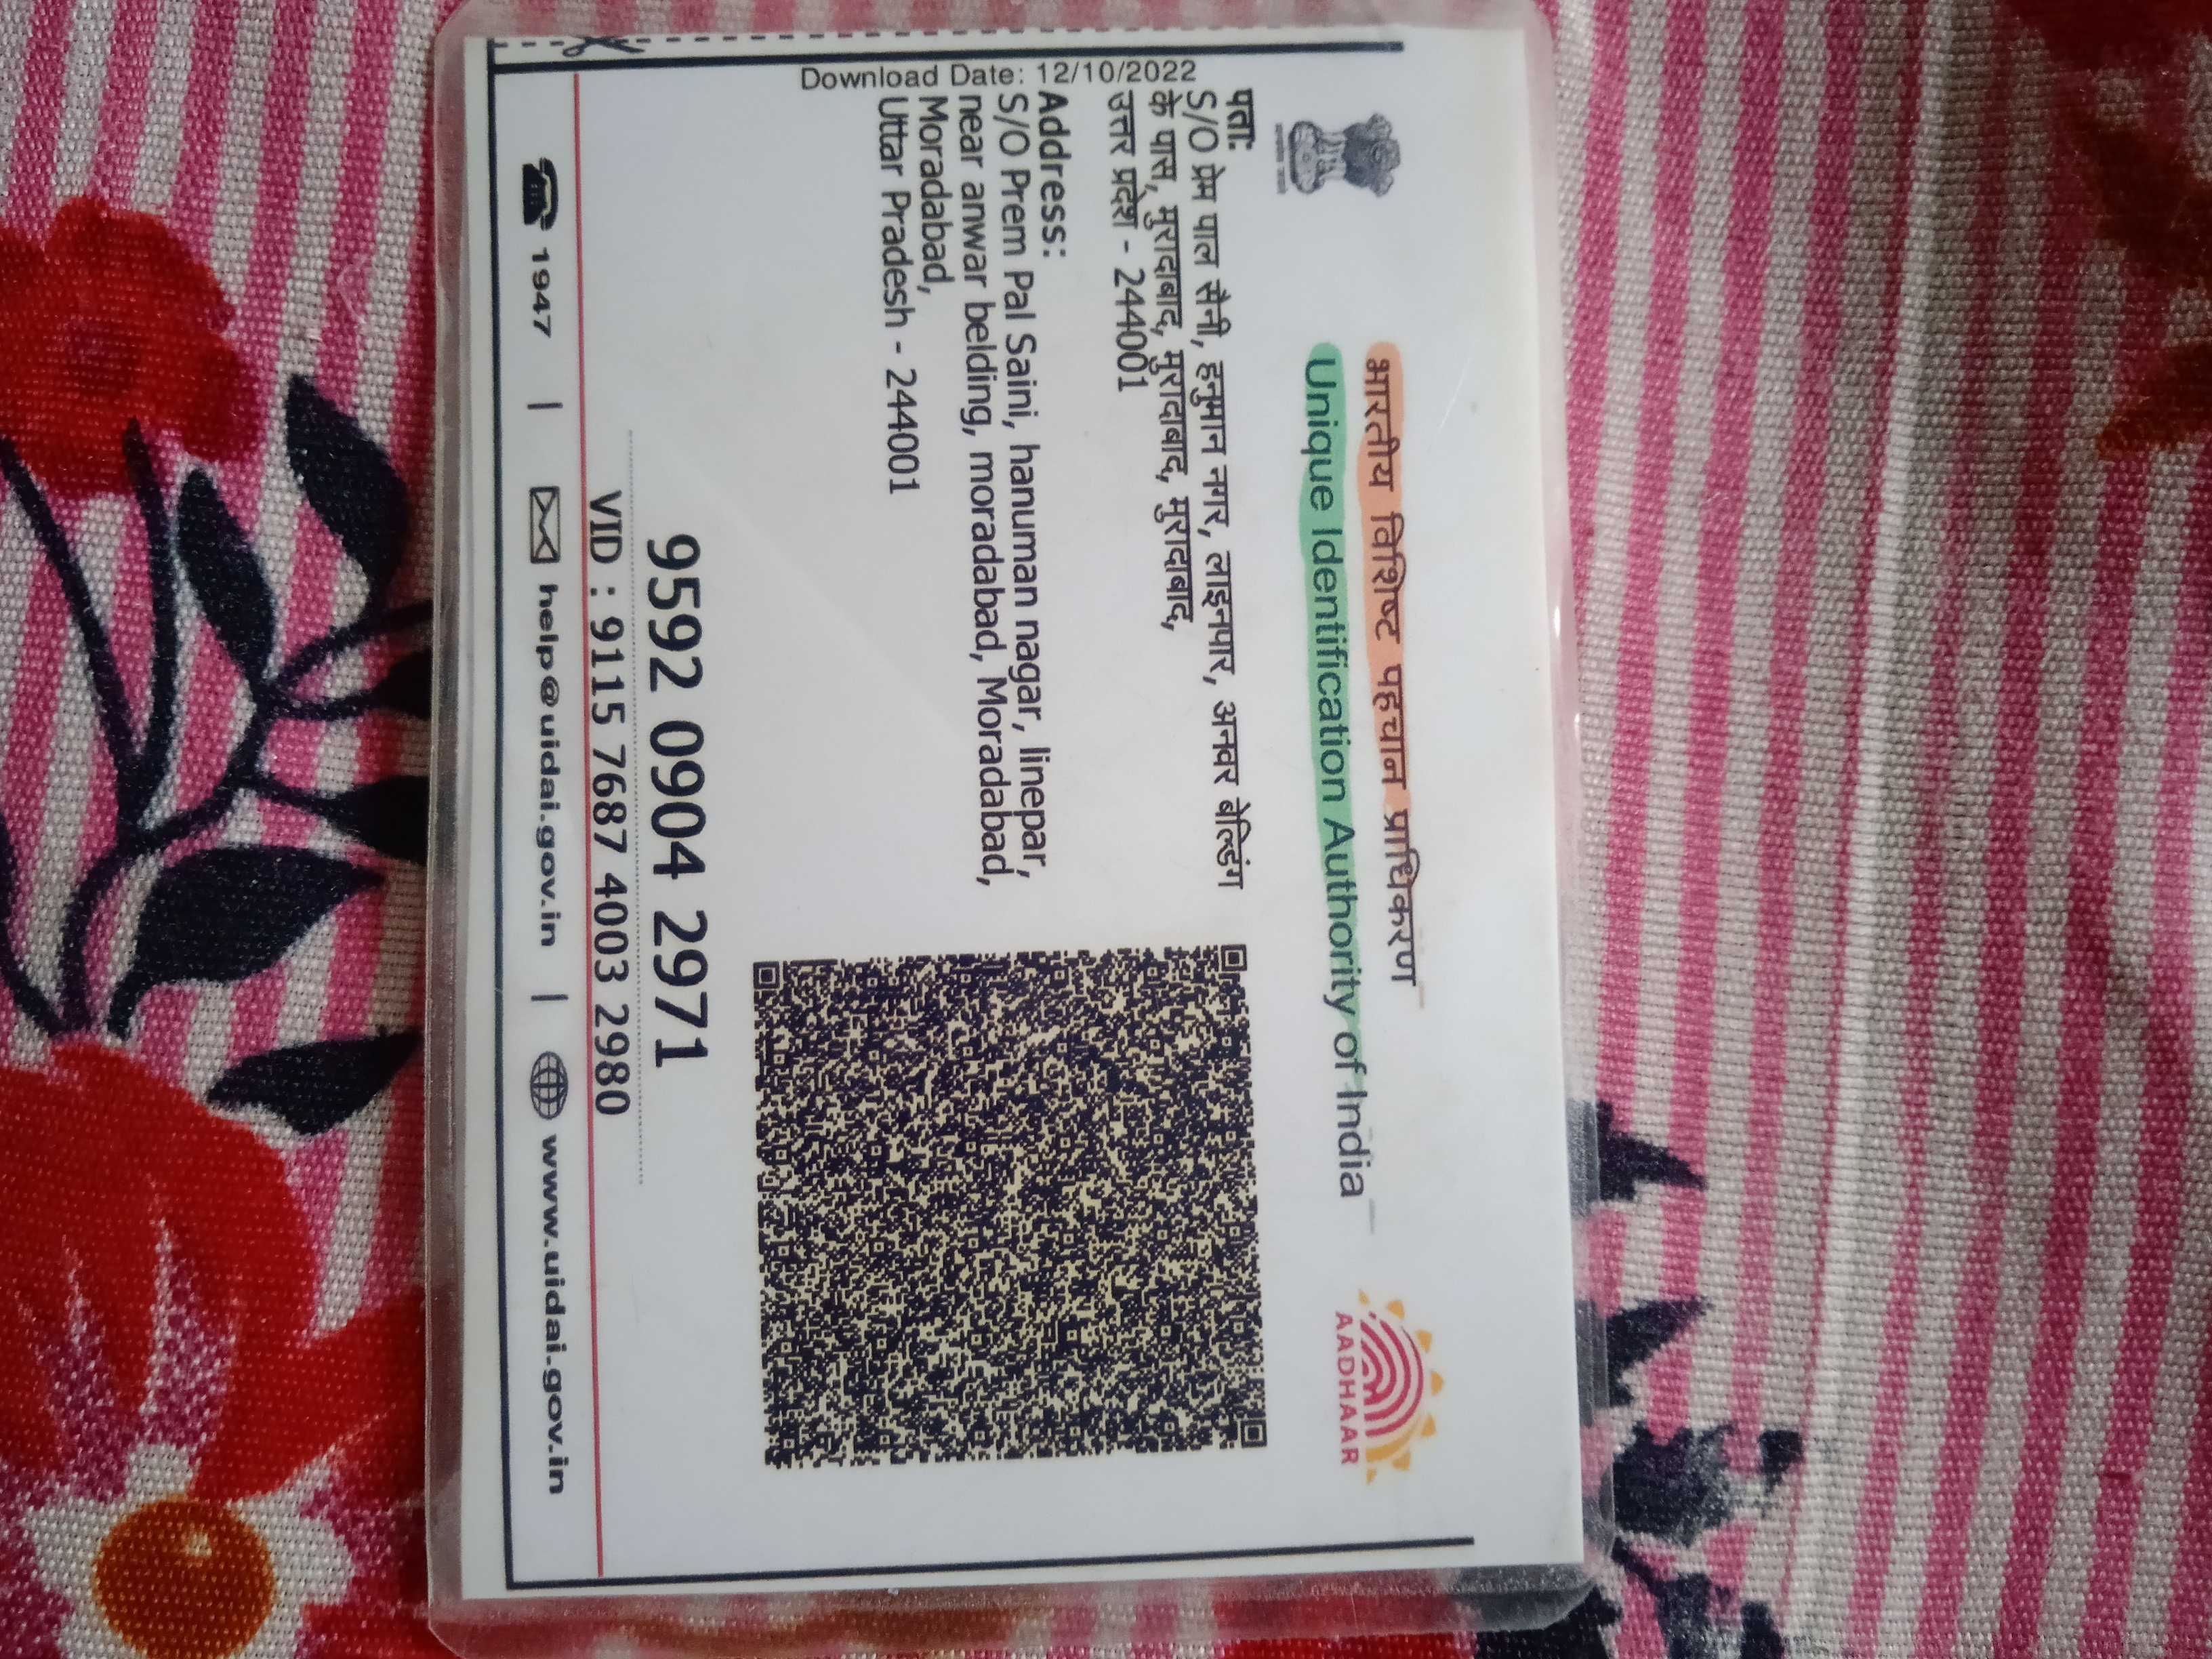 भारतीय विशिष्ट पहचान प्राधिकरण
Unique Identification Authority of India
AADHAAR
Download Date: 12/10/2022
पता:
S/O प्रेम पाल सैनी, हनुमान नगर, लाइनपार, अनवर बेल्डिंग
के पास, मुरादाबाद, मुरादाबाद, मुरादाबाद,
उत्तर प्रदेश - 244001
Address:
S/O Prem Pal Saini, hanuman nagar, linepar,
near anwar belding, moradabad, Moradabad,
Moradabad,
Uttar Pradesh - 244001
9592 0904 2971
VID : 9115 7687 4003 2980
1947 | help@uidai.gov.in | www.uidai.gov.in